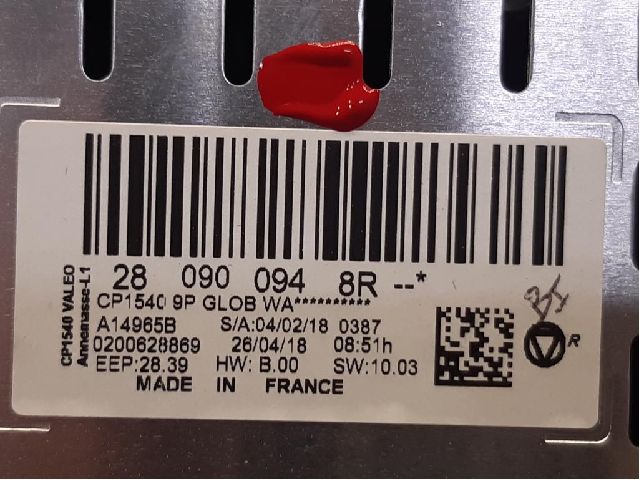 CP1540 VALEO
Annemasse-L1
28 090 094 8R --*
CP1540 9P GLOB WA**********
A14965B S/A:04/02/18 0387
0200628869 26/04/18 08:51h
EEP:28.39 HW: B.00 SW:10.03
MADE IN FRANCE
V R